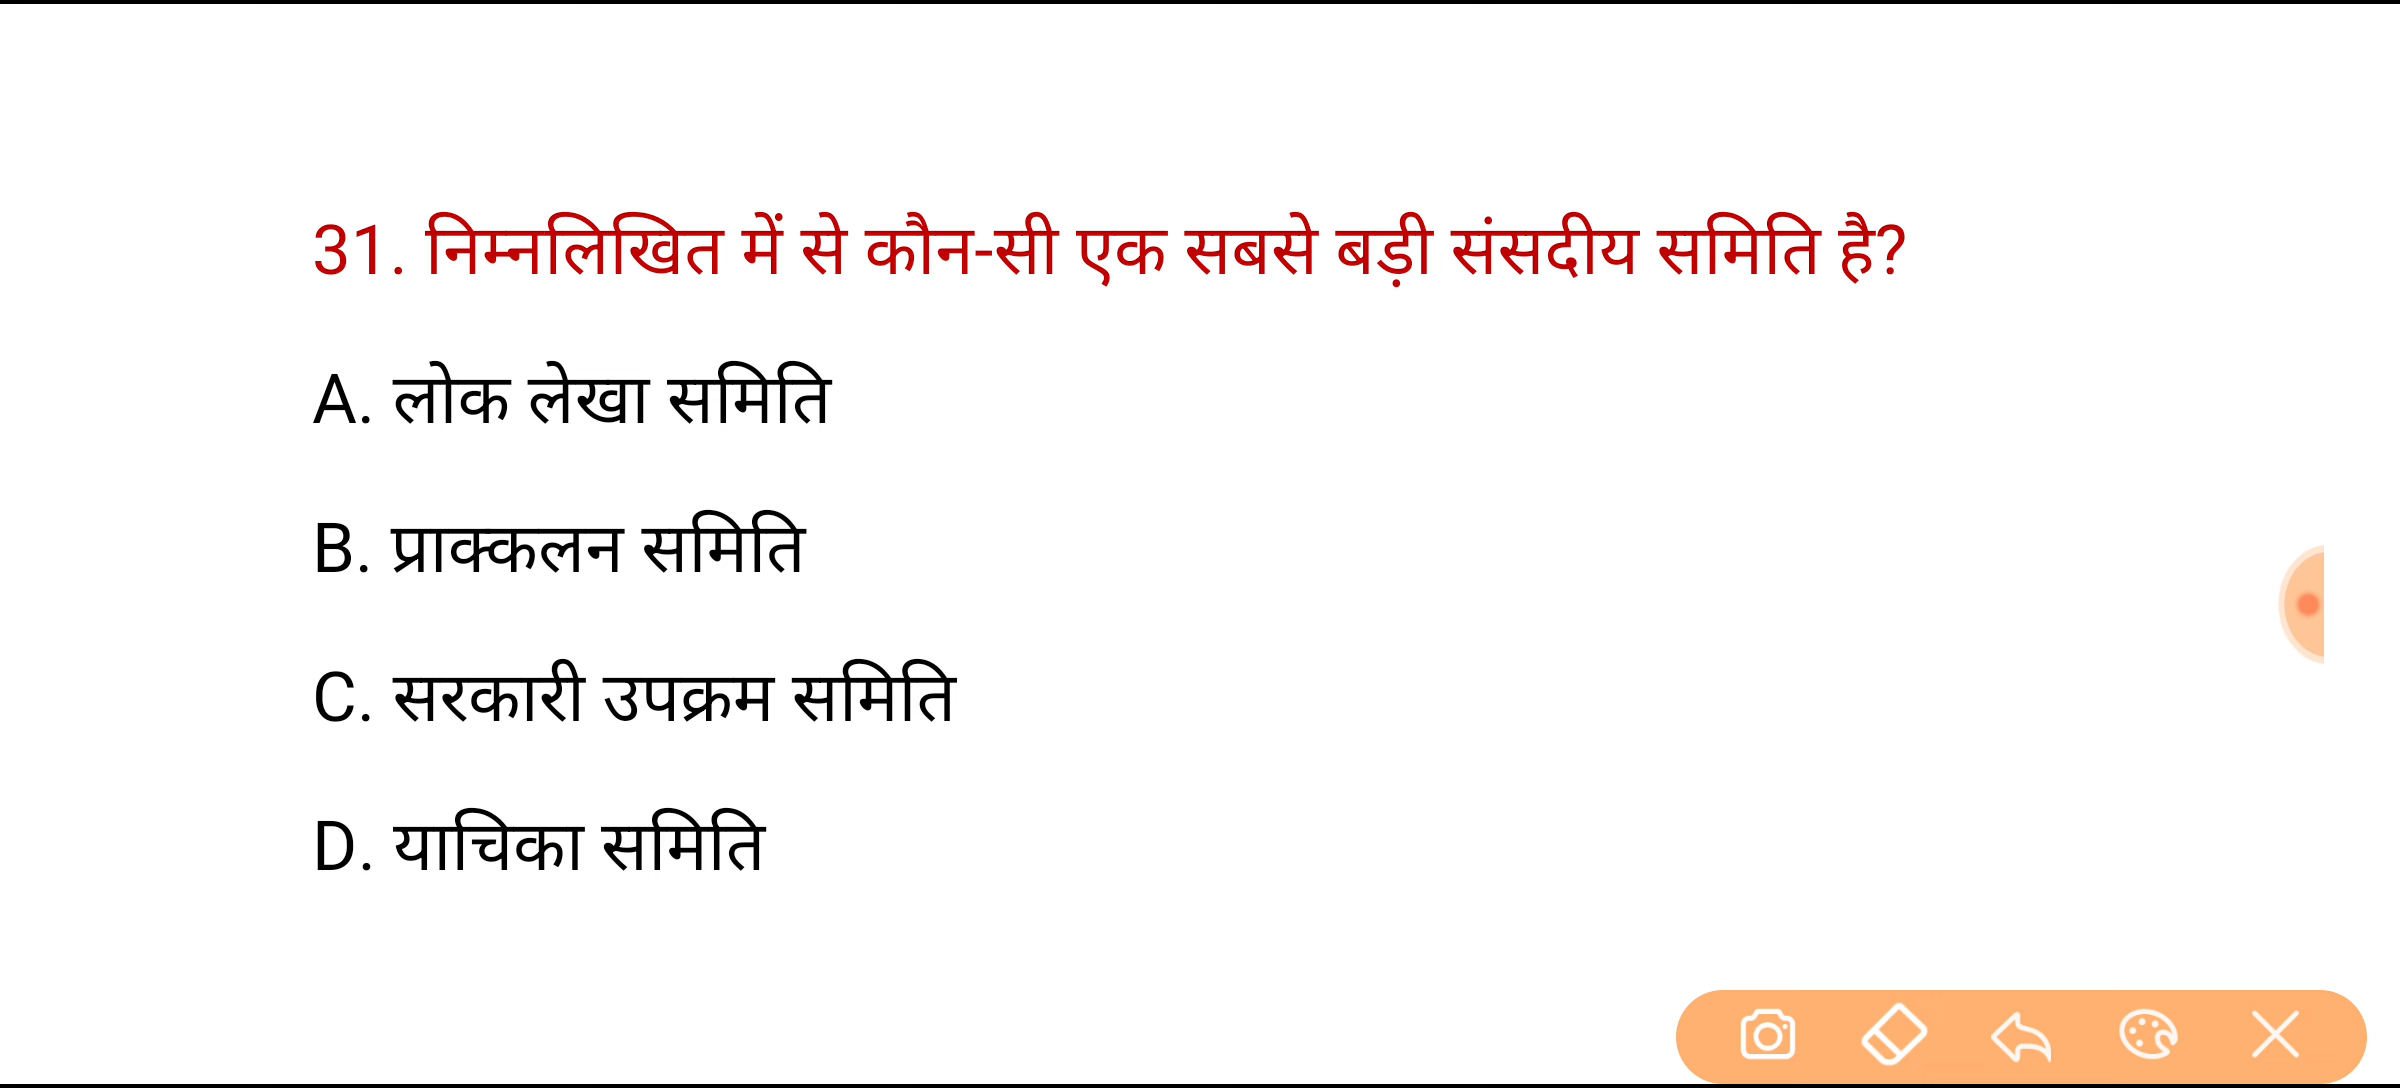 31. निम्नलिखित में से कौन-सी एक सबसे बड़ी संसदीय समिति है?
A. लोक लेखा समिति
B. प्राक्कलन समिति
C. सरकारी उपक्रम समिति
D. याचिका समिति